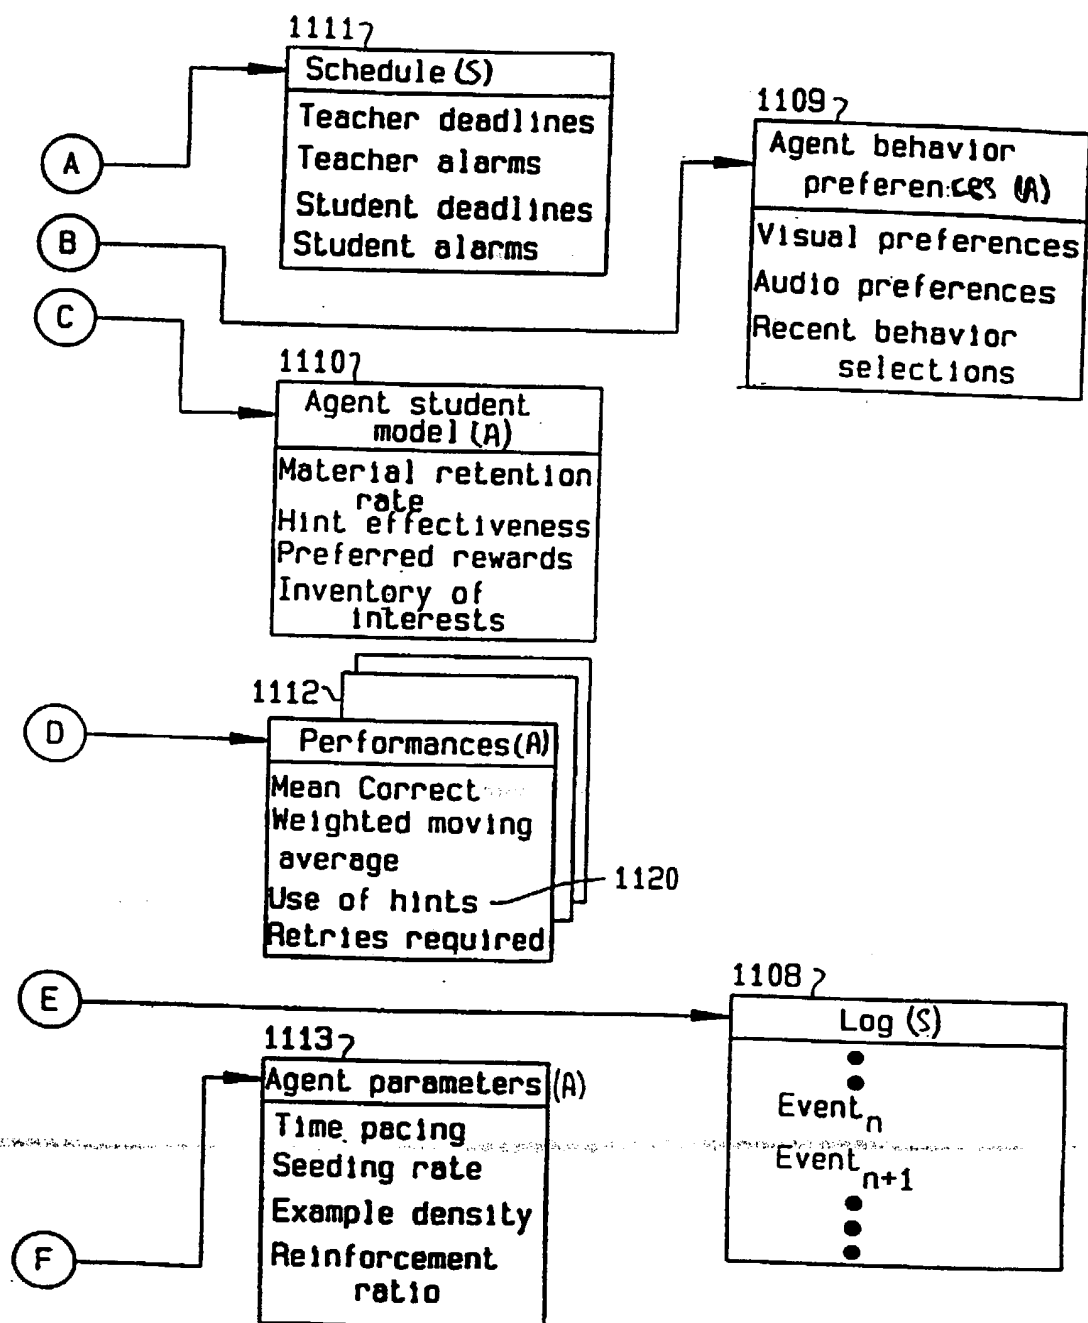 1111
Schedule (S)
Teacher deadlines
Teacher alarms
Student deadlines
Student alarms
A
B
C
1109
Agent behavior
preferences (A)
Visual preferences
Audio preferences
Recent behavior
selections
1110
Agent student
model (A)
Material retention
rate
Hint effectiveness
Preferred rewards
Inventory of
interests
D
1112
Performances (A)
Mean Correct
Weighted moving
average
Use of hints
1120
Retries required
E
1108
Log (S)
Event n
Event n+1
1113
Agent parameters (A)
Time pacing
Seeding rate
Example density
Reinforcement
ratio
F